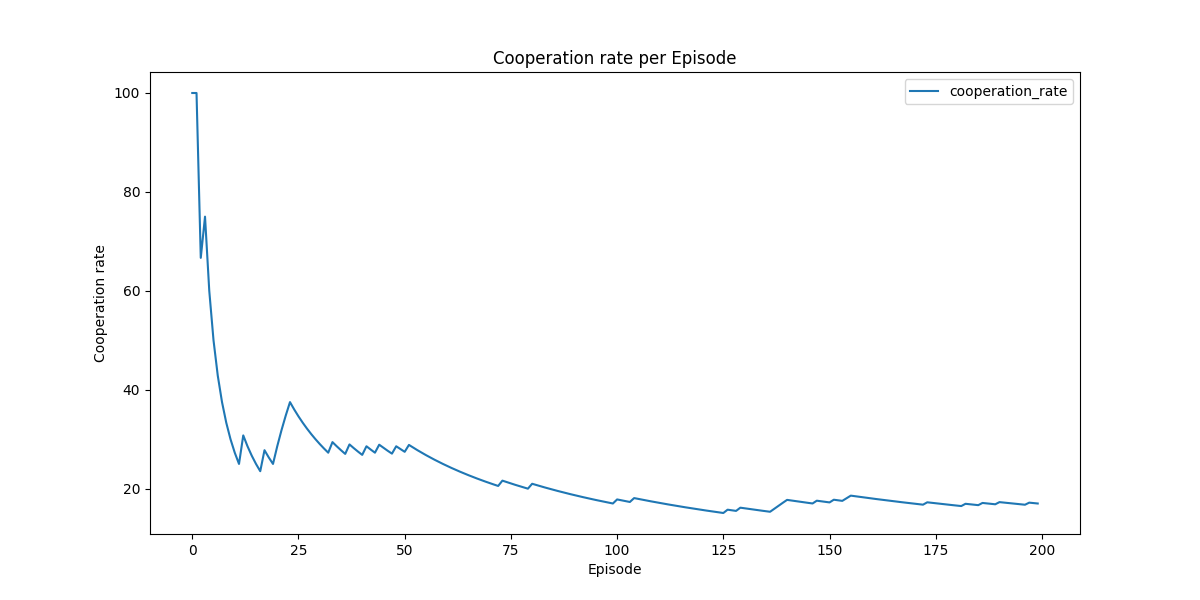 Cooperation rate per Episode
cooperation_rate
100
80
60
40
20
Cooperation rate
0 25 50 75 100 125 150 175 200
Episode